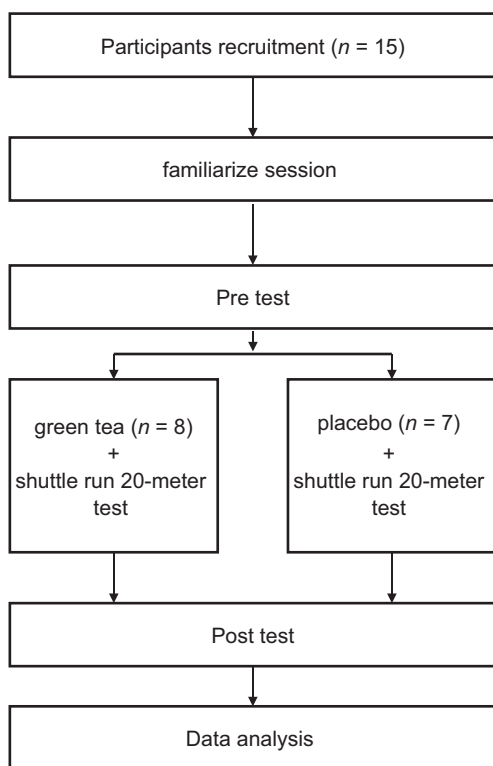 Participants recruitment (n = 15)
familiarize session
Pre test
green tea (n = 8)
+
shuttle run 20-meter
test
placebo (n = 7)
+
shuttle run 20-meter
test
Post test
Data analysis